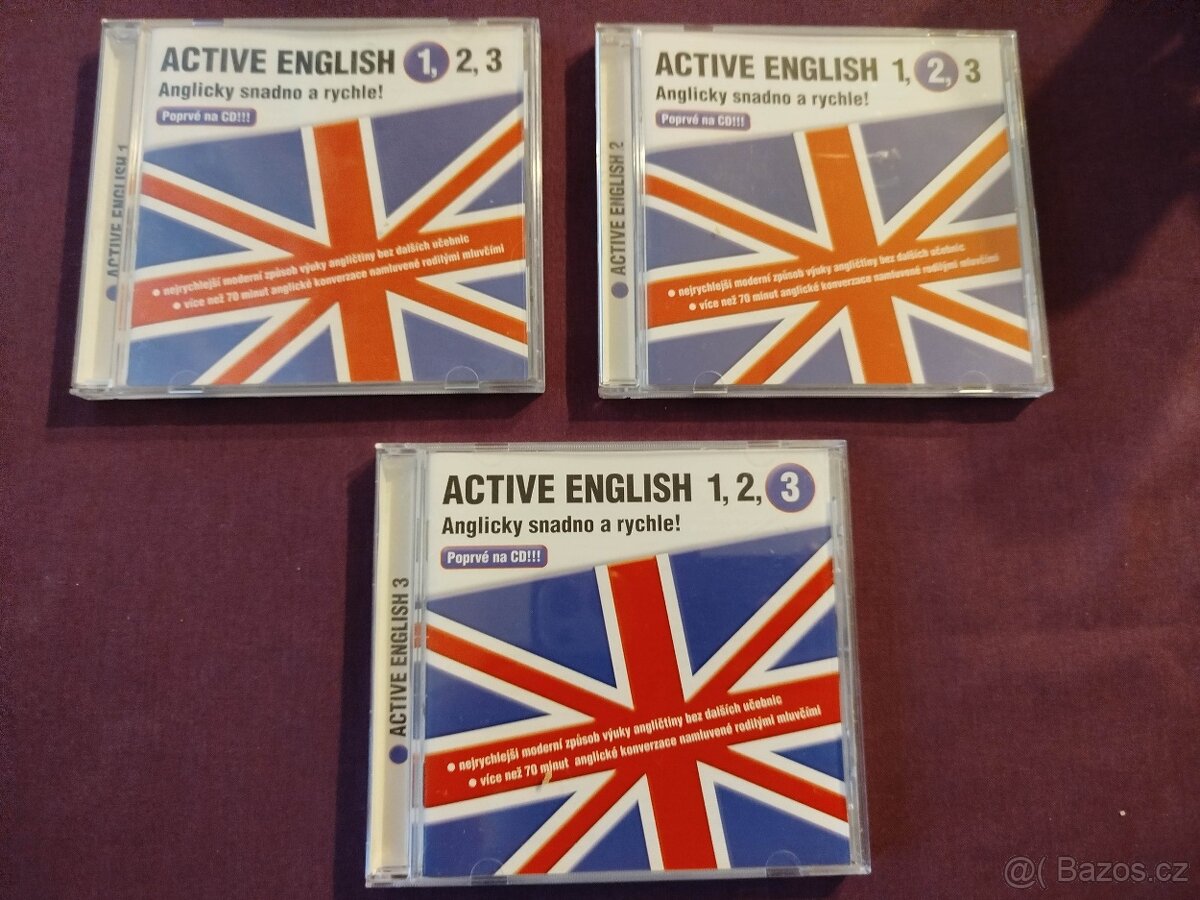 ACTIVE ENGLISH 1, 2, 3
Anglicky snadno a rychle!
Poprvé na CD!!!
ACTIVE ENGLISH 1
• nejrychlejší moderní způsob výuky angličtiny bez dalších učebnic
• více než 70 minut anglické konverzace namluvené rodilými mluvčími
ACTIVE ENGLISH 1, 2, 3
Anglicky snadno a rychle!
Poprvé na CD!!!
ACTIVE ENGLISH 2
• nejrychlejší moderní způsob výuky angličtiny bez dalších učebnic
• více než 70 minut anglické konverzace namluvené rodilými mluvčími
ACTIVE ENGLISH 1, 2, 3
Anglicky snadno a rychle!
Poprvé na CD!!!
ACTIVE ENGLISH 3
• nejrychlejší moderní způsob výuky angličtiny bez dalších učebnic
• více než 70 minut anglické konverzace namluvené rodilými mluvčími
@( Bazos.cz